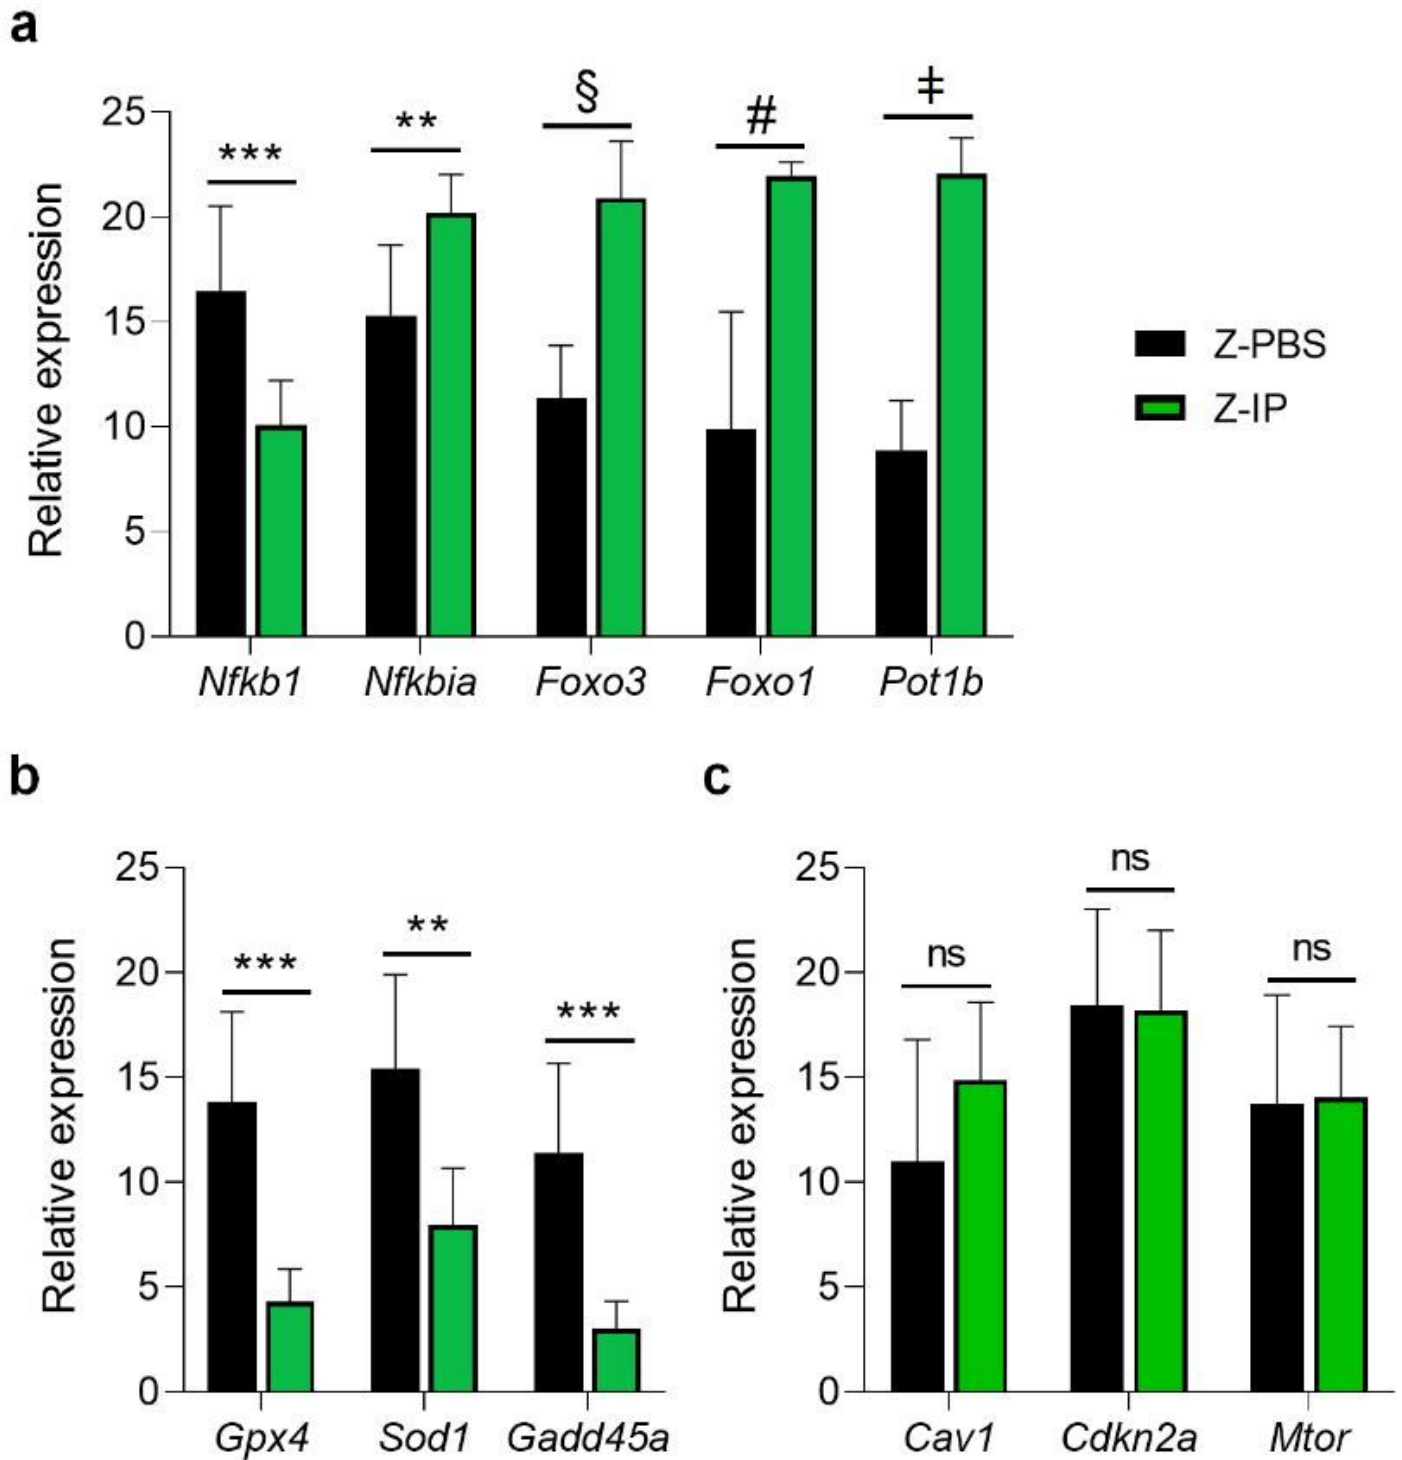 a
*** ** § # ‡
25
20
15
10
5
0
Relative expression
Nfkb1 Nfkbia Foxo3 Foxo1 Pot1b
Z-PBS
Z-IP
b
*** ** ***
25
20
15
10
5
0
Relative expression
Gpx4 Sod1 Gadd45a
c
ns ns ns
25
20
15
10
5
0
Relative expression
Cav1 Cdkn2a Mtor